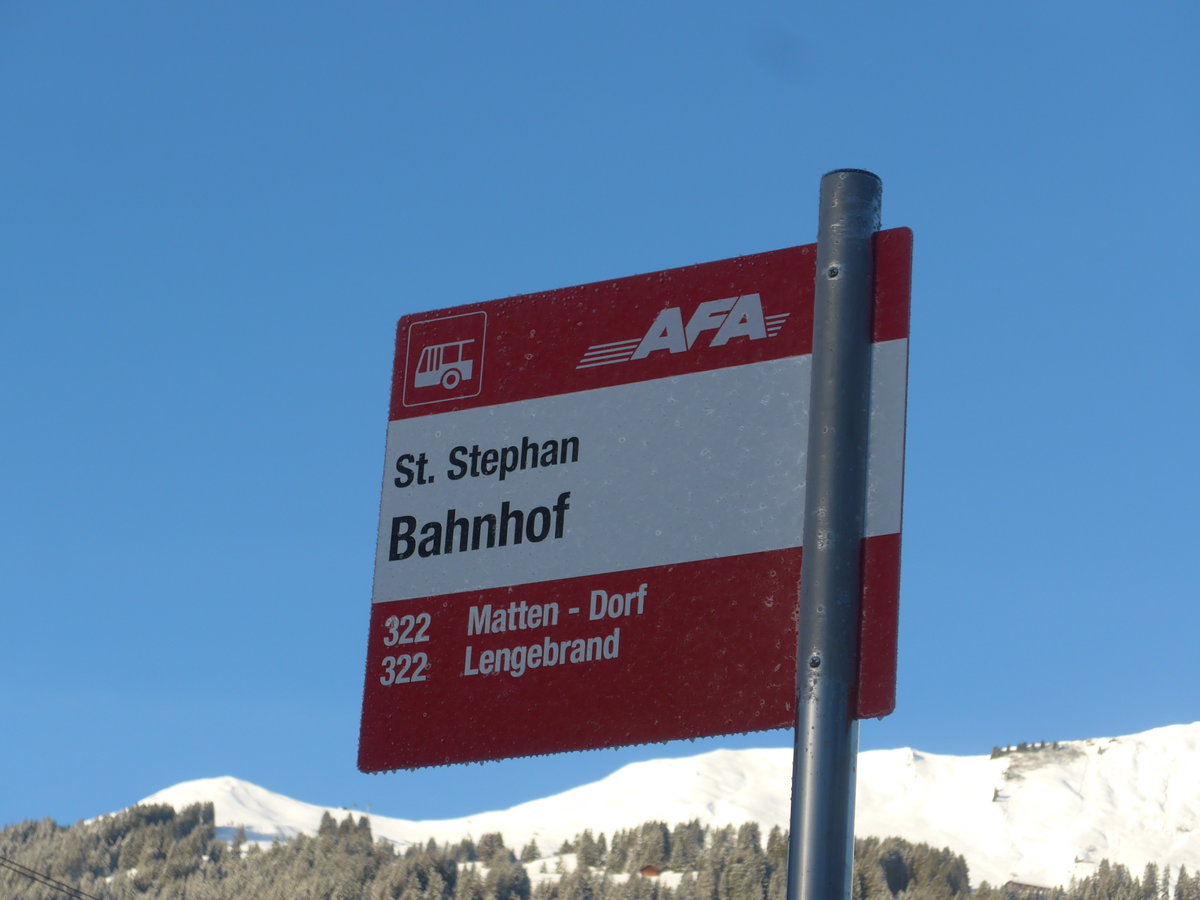 AFA
St. Stephan
Bahnhof
322 Matten - Dorf
322 Lengebrand